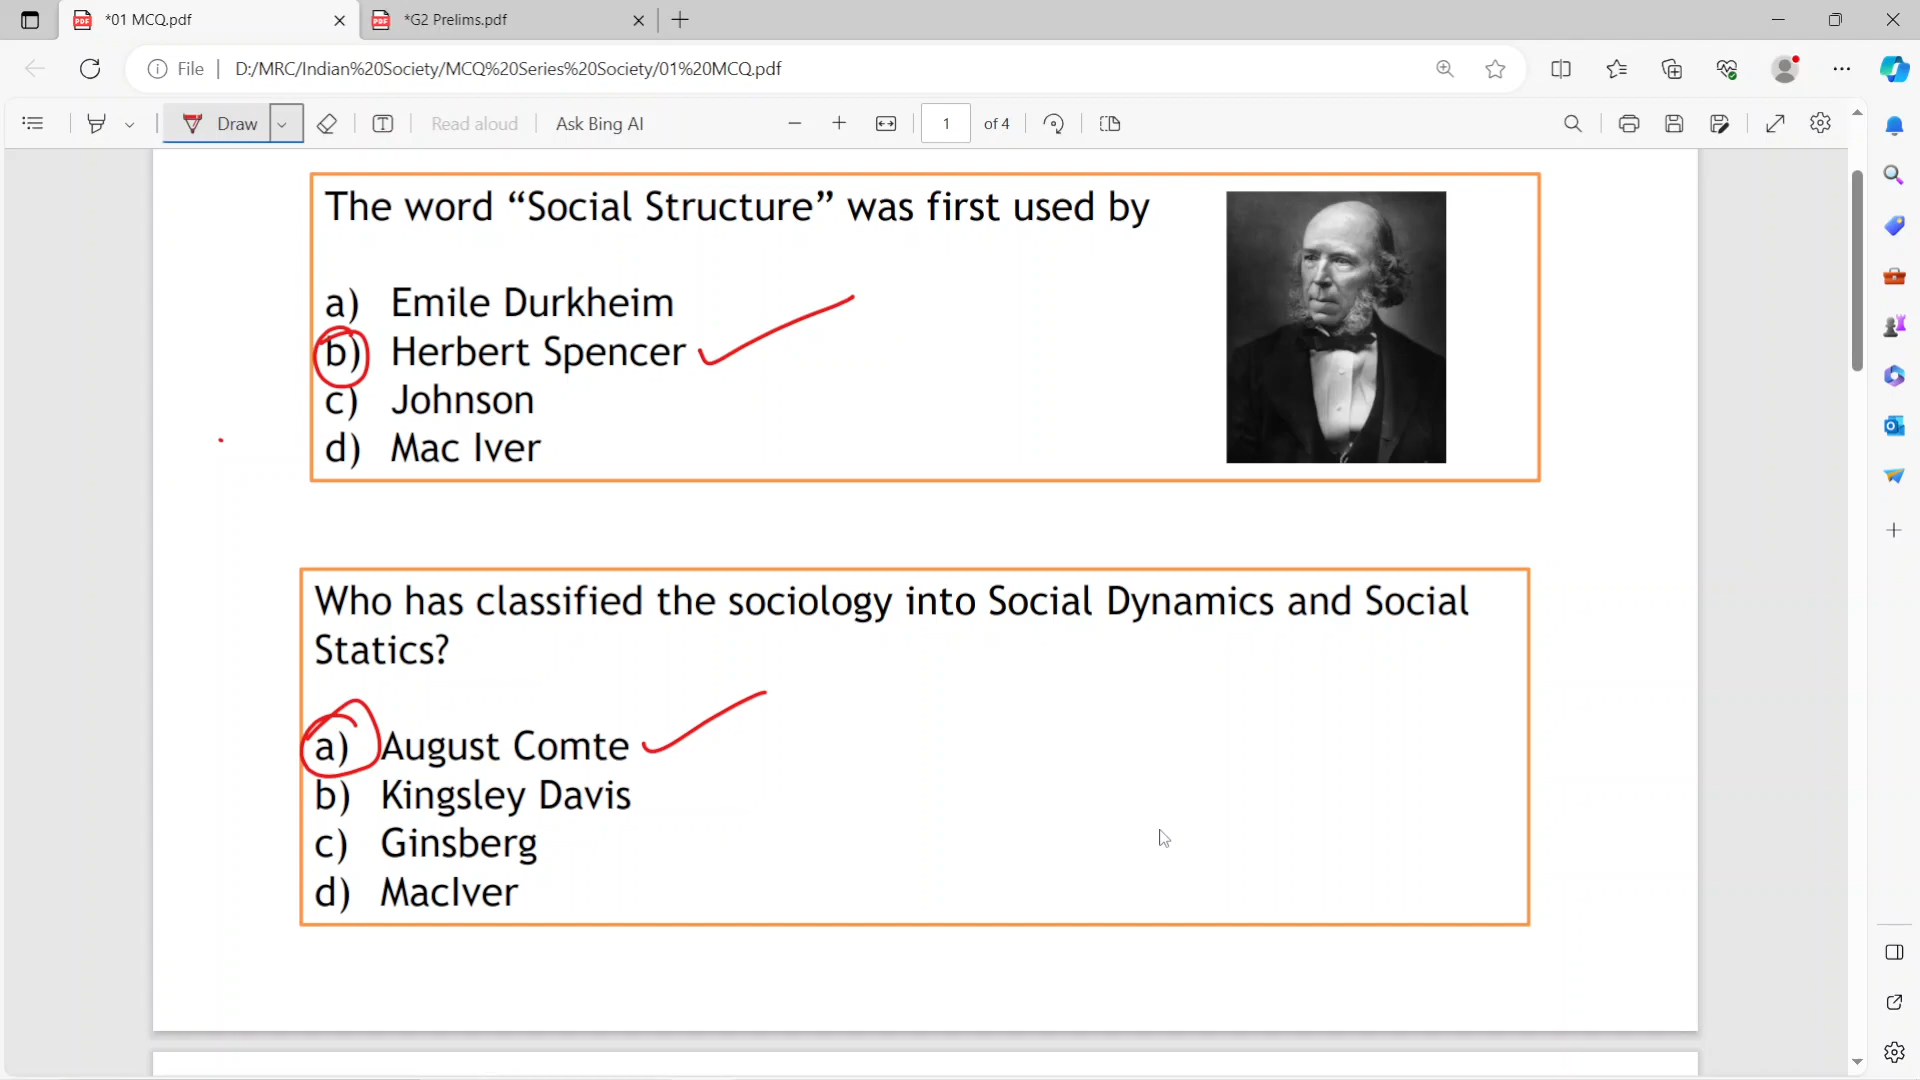 *01 MCQ.pdf
*G2 Prelims.pdf
File
D:/MRC/Indian%20Society/MCQ%20Series%20Society/01%20MCQ.pdf
Draw
Read aloud
Ask Bing AI
1
of 4
The word “Social Structure” was first used by
a) Emile Durkheim
b) Herbert Spencer
c) Johnson
d) Mac Iver
Who has classified the sociology into Social Dynamics and Social
Statics?
a) August Comte
b) Kingsley Davis
c) Ginsberg
d) MacIver